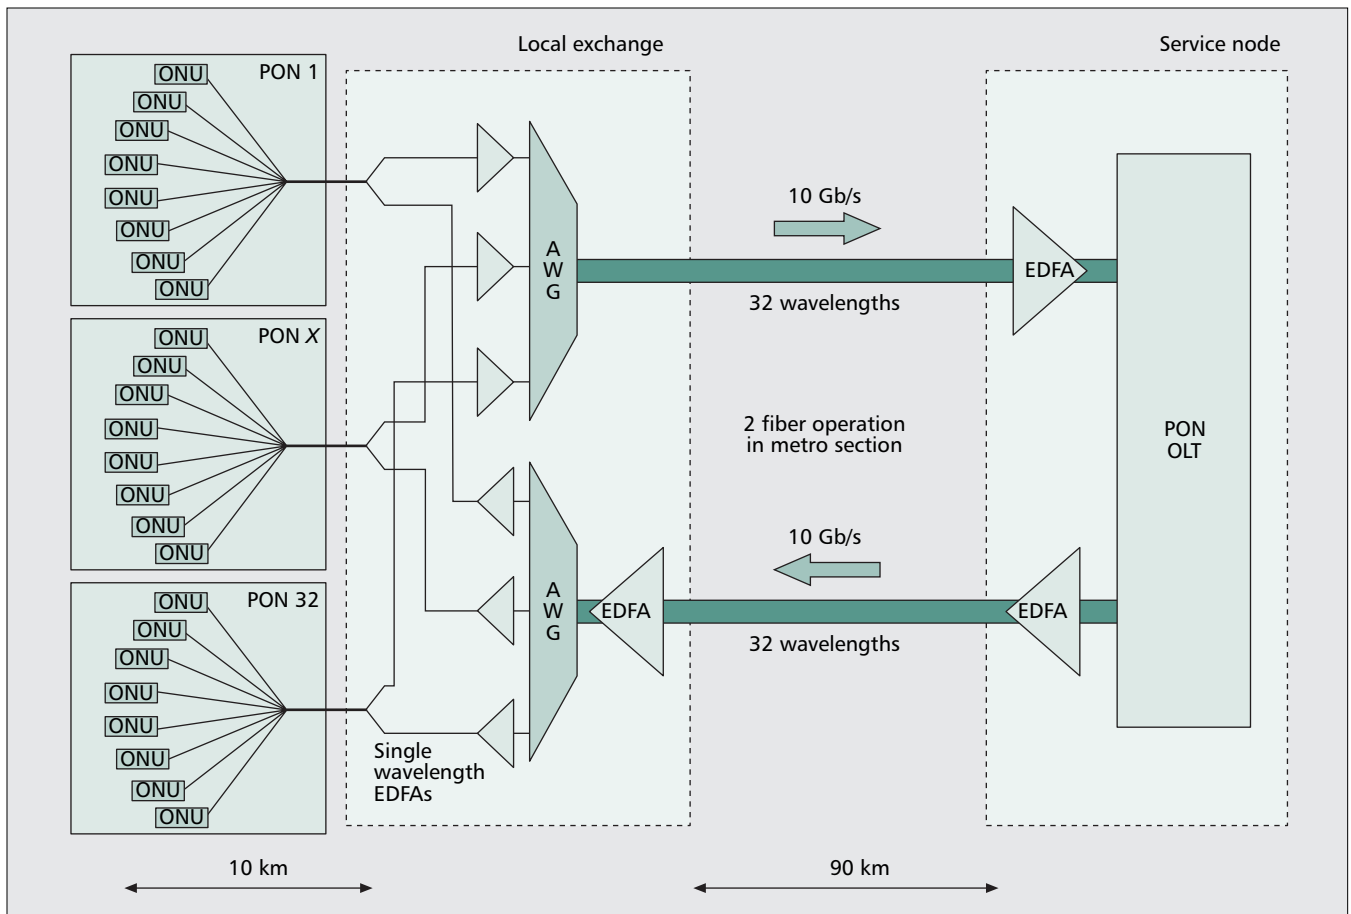 Local exchange
Service node
PON 1
ONU
ONU
ONU
ONU
ONU
ONU
ONU
ONU
PON X
ONU
ONU
ONU
ONU
ONU
ONU
ONU
ONU
PON 32
ONU
ONU
ONU
ONU
ONU
ONU
ONU
ONU
Single
wavelength
EDFAs
A
W
G
A
W
G
EDFA
10 Gb/s
32 wavelengths
2 fiber operation
in metro section
10 Gb/s
32 wavelengths
EDFA
EDFA
PON
OLT
10 km
90 km